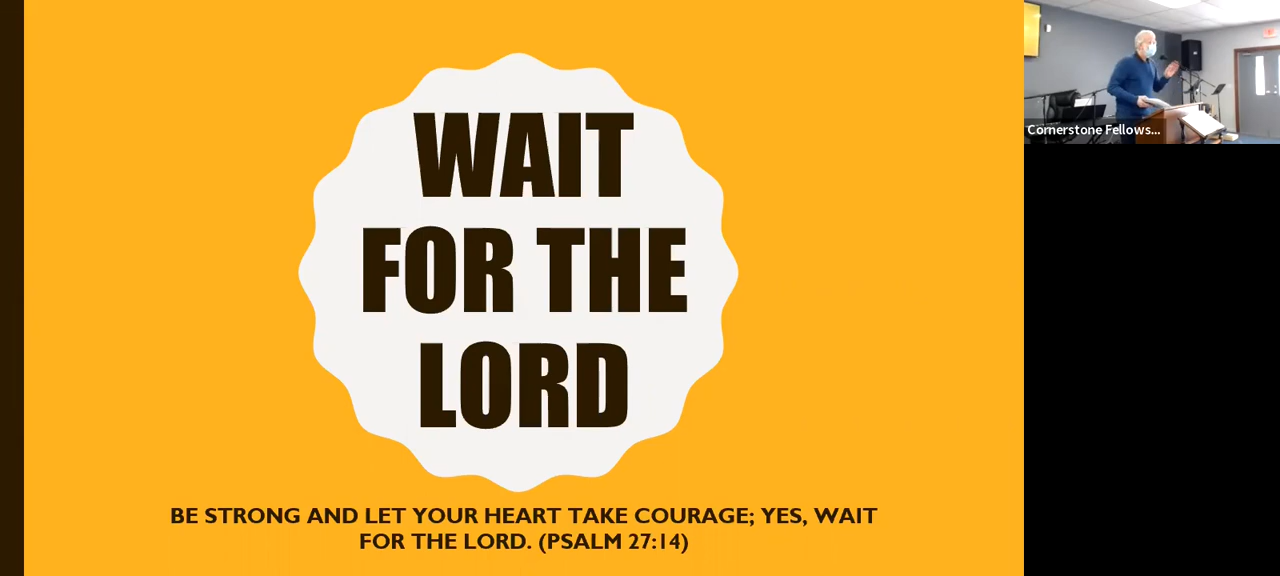 WAIT
FOR THE
LORD
BE STRONG AND LET YOUR HEART TAKE COURAGE; YES, WAIT
FOR THE LORD. (PSALM 27:14)
Cornerstone Fellows...